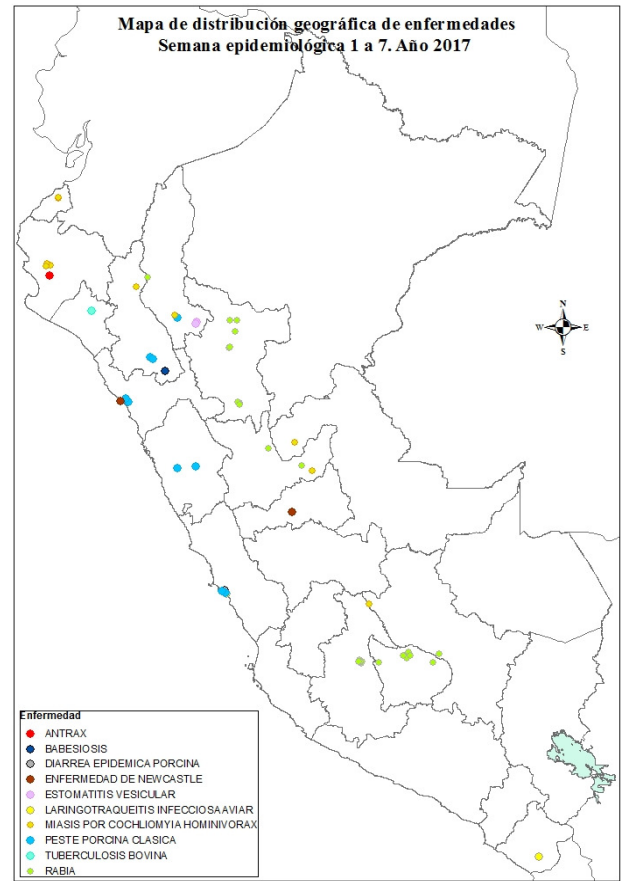 Mapa de distribución geográfica de enfermedades
Semana epidemiológica 1 a 7. Año 2017
N
W E
S
Enfermedad
ANTRAX
BABESIOSIS
DIARREA EPIDEMICA PORCINA
ENFERMEDAD DE NEWCASTLE
ESTOMATITIS VESICULAR
LARINGOTRAQUEITIS INFECCIOSA AVIAR
MIASIS POR COCHLIOMYIA HOMINIVORAX
PESTE PORCINA CLASICA
TUBERCULOSIS BOVINA
RABIA